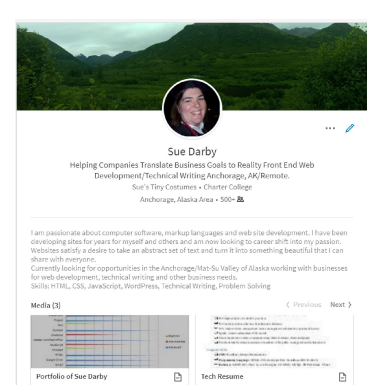 Sue Darby
Helping Companies Translate Business Goals to Reality Front End Web
Development/Technical Writing Anchorage, AK/Remote.
Sue's Tiny Costumes • Charter College
Anchorage, Alaska Area • 500+
I am passionate about computer software, markup languages and web site development. I have been
developing sites for years for myself and others and am now looking to career shift into my passion.
Websites satisfy a desire to take an abstract set of text and turn it into something beautiful that I can
share with everyone.
Currently looking for opportunities in the Anchorage/Mat-Su Valley of Alaska working with businesses
for web development, technical writing and other business needs.
Skills: HTML, CSS, JavaScript, WordPress, Technical Writing, Problem Solving
Media (3)
Previous Next
Portfolio of Sue Darby
Tech Resume